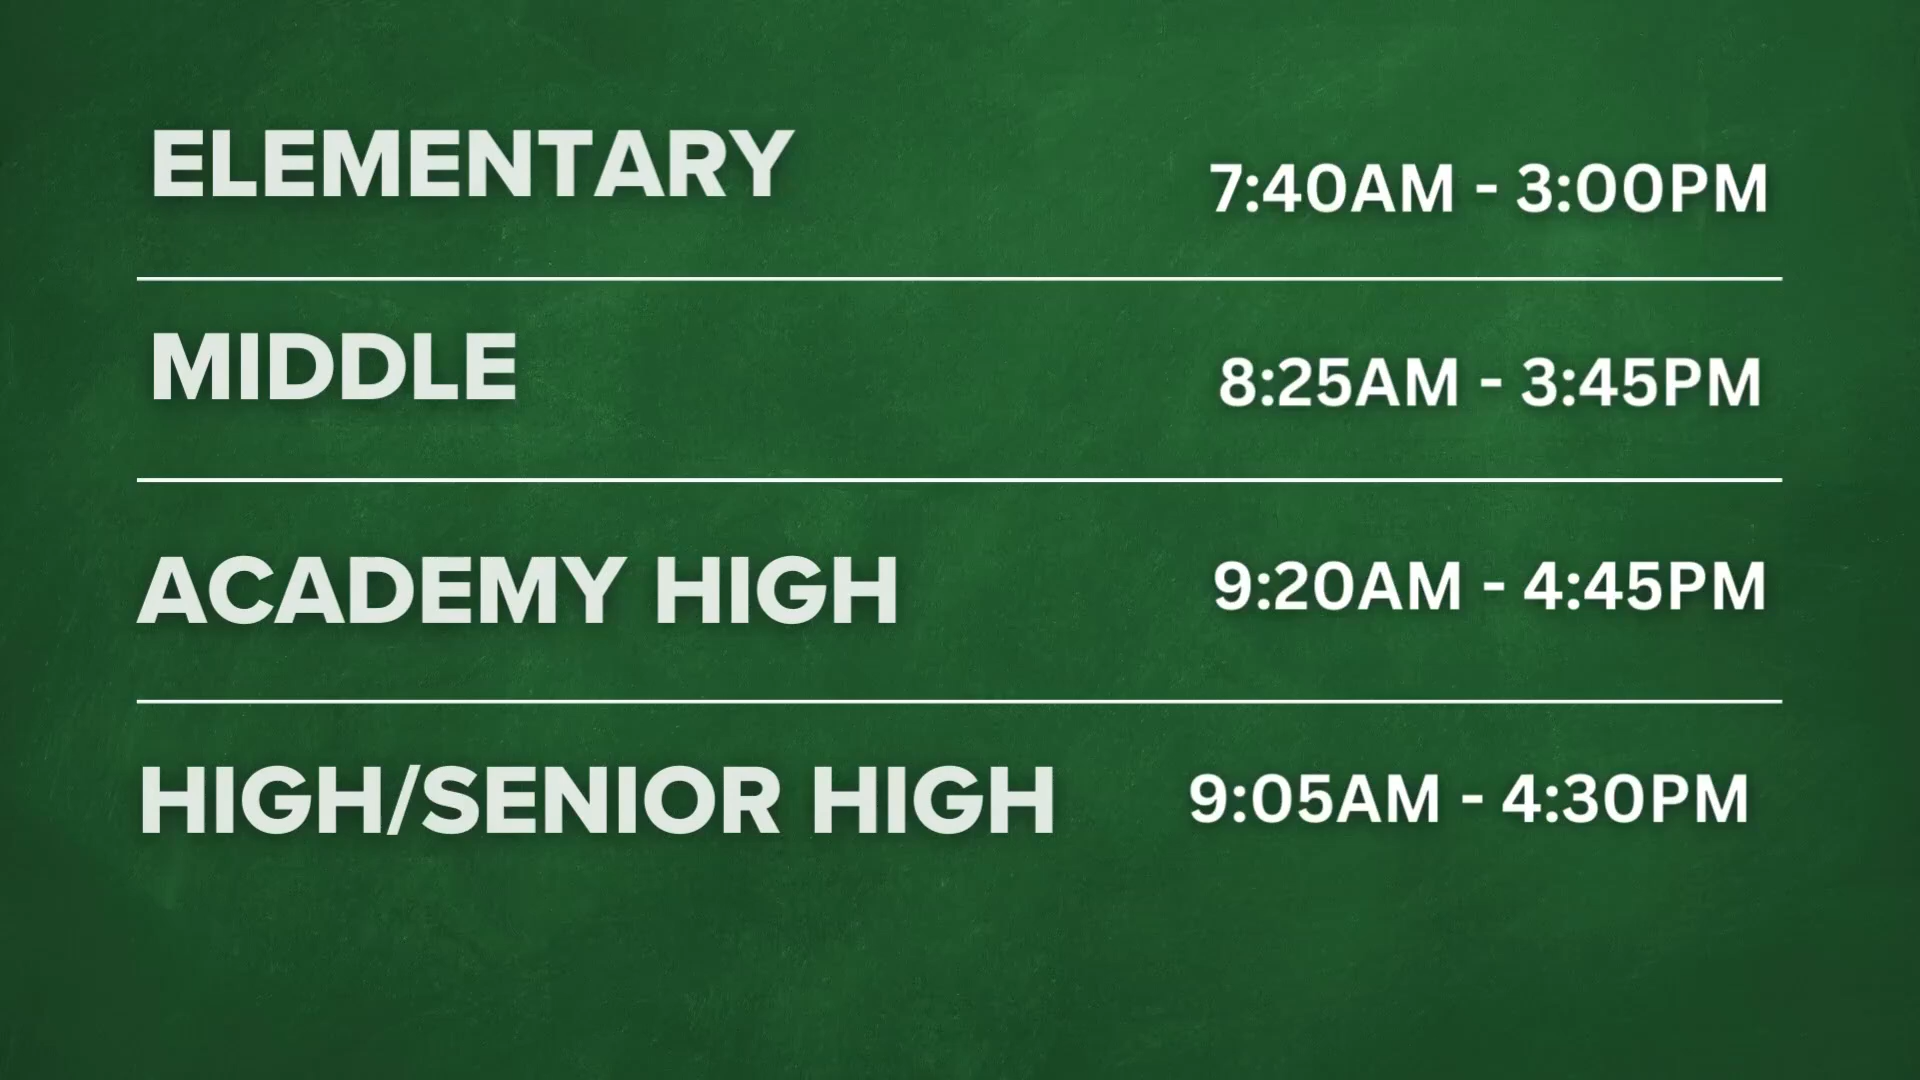 ELEMENTARY 7:40AM - 3:00PM
MIDDLE 8:25AM - 3:45PM
ACADEMY HIGH 9:20AM - 4:45PM
HIGH/SENIOR HIGH 9:05AM - 4:30PM